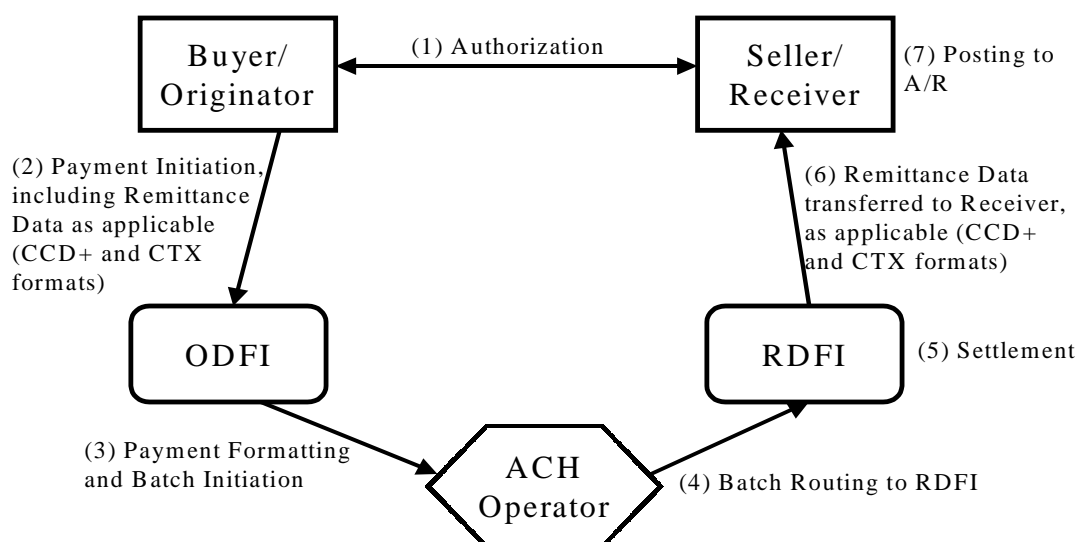 Buyer/
Originator
(1) Authorization
Seller/
Receiver
(7) Posting to
A/R
(2) Payment Initiation,
including Remittance
Data as applicable
(CCD+ and CTX
formats)
(6) Remittance Data
transferred to Receiver,
as applicable (CCD+
and CTX formats)
ODFI
RDFI
(5) Settlement
(3) Payment Formatting
and Batch Initiation
ACH
Operator
(4) Batch Routing to RDFI